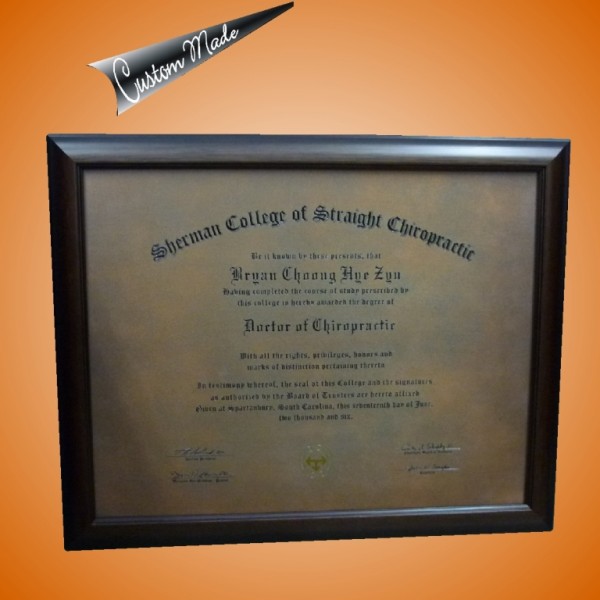 Custom Made
Sherman College of Straight Chiropractic
Be it known by these presents, that
Bryan Choong Hye Zyu
Having completed the course of study prescribed by
this college is hereby awarded the degree of
Doctor of Chiropractic
With all the rights, privileges, honors and
marks of distinction pertaining thereto
In testimony whereof, the seal of this College and the signatures
as authorized by the Board of Trustees are hereto affixed
Given at Spartanburg, South Carolina, this seventeenth day of June
two thousand and six.